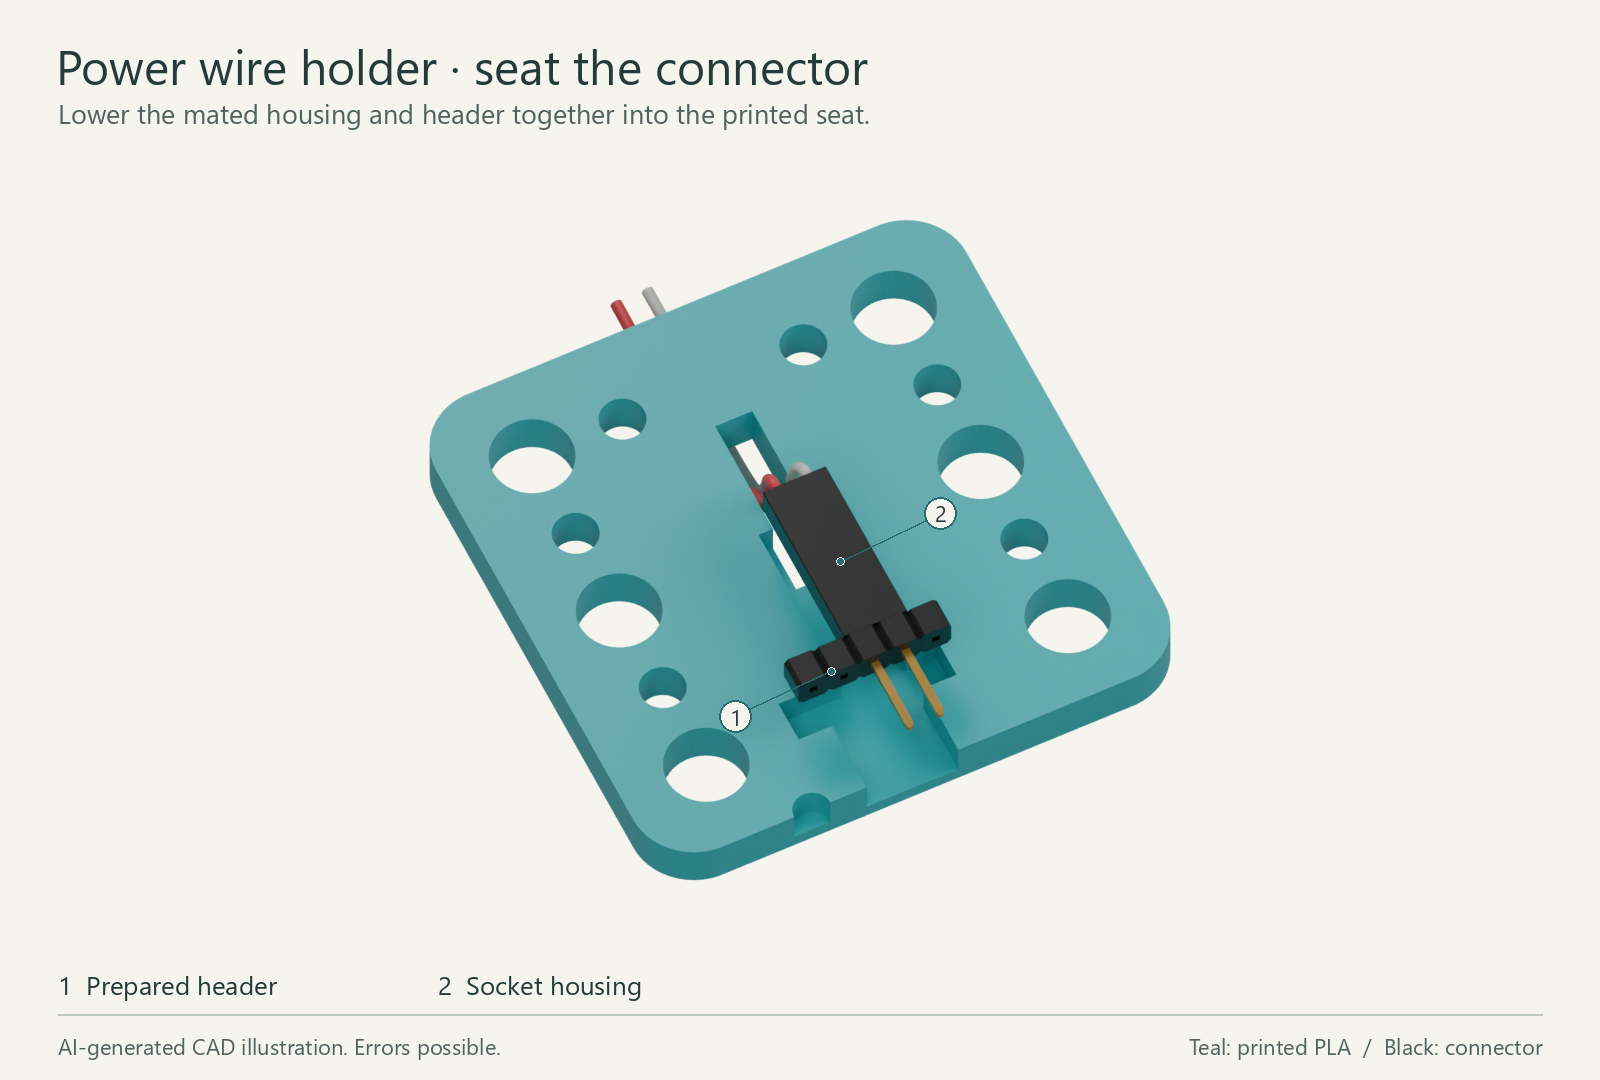 Power wire holder · seat the connector
Lower the mated housing and header together into the printed seat.
2
1
1 Prepared header
2 Socket housing
AI-generated CAD illustration. Errors possible.
Teal: printed PLA / Black: connector